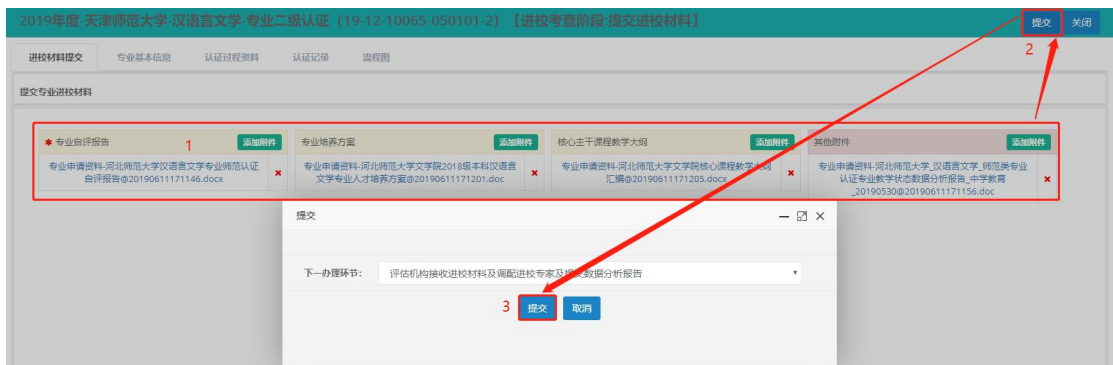 2019年度-天津师范大学-汉语言文学-专业二级认证（19-12-10065-050101-2）【进校考查阶段:提交进校材料】
提交
关闭
2
进校材料提交
专业基本信息
认证过程资料
认证记录
流程图
提交专业进校材料
* 专业自评报告
1
添加附件
专业培养方案
添加附件
核心主干课程教学大纲
添加附件
其他附件
添加附件
专业申请资料-河北师范大学汉语言文学专业师范认证
自评报告@20190611171146.docx
×
专业申请资料-河北师范大学文学院2018级本科汉语言
文学专业人才培养方案@20190611171201.doc
×
专业申请资料-河北师范大学文学院核心课程教学大纲
汇编@20190611171205.docx
×
专业申请资料-河北师范大学_汉语言文学_师范类专业
认证专业教学状态数据分析报告_中学教育
_20190530@20190611171156.doc
×
提交
下一办理环节：
评估机构接收进校材料及调配进校专家及提交数据分析报告
3
提交
取消